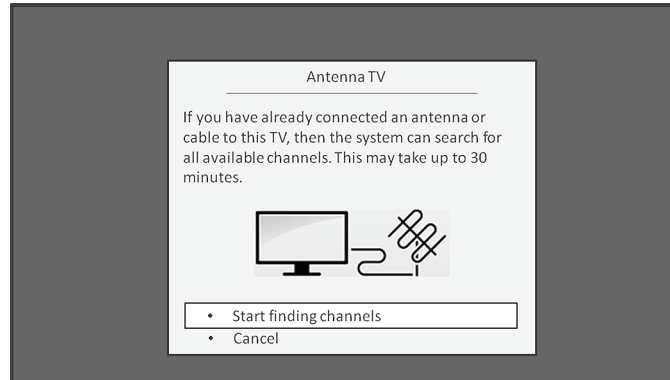 Antenna TV
If you have already connected an antenna or
cable to this TV, then the system can search for
all available channels. This may take up to 30
minutes.
• Start finding channels
• Cancel